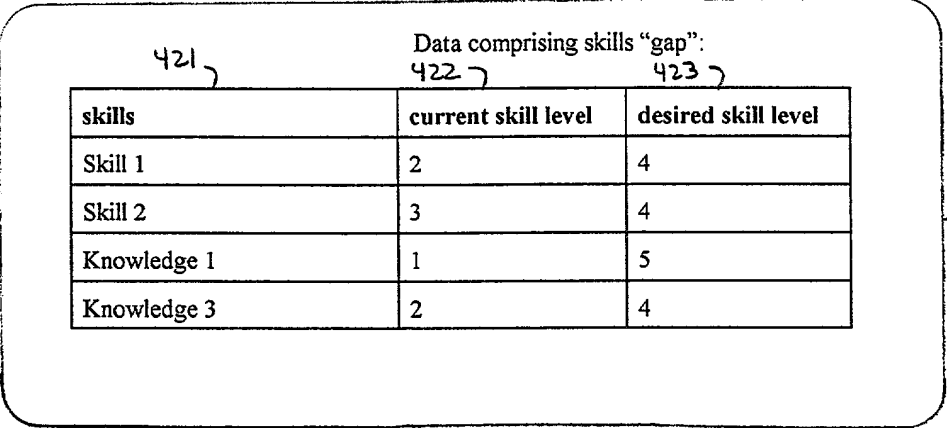 Data comprising skills “gap”:
421 422 423
skills current skill level desired skill level
Skill 1 2 4
Skill 2 3 4
Knowledge 1 1 5
Knowledge 3 2 4